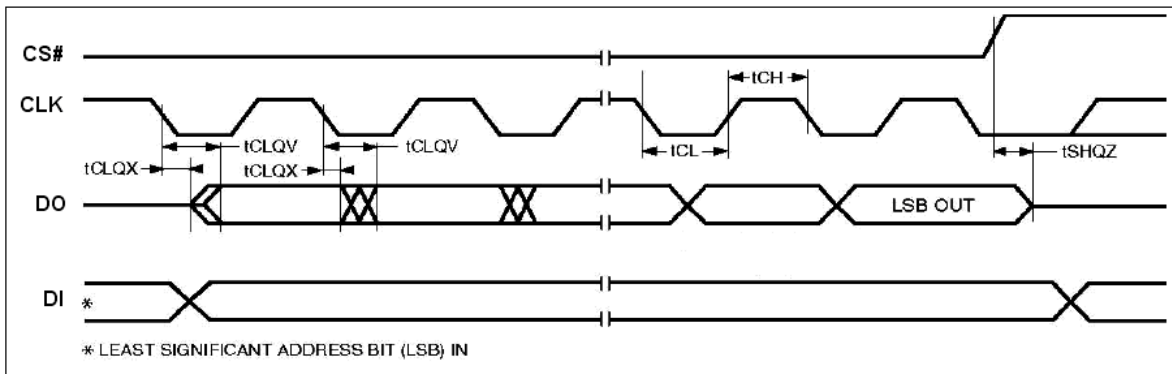 CS#
tCH
CLK
tCLQV
tCLQV
tCL
tSHQZ
tCLQX
tCLQX
DO
LSB OUT
DI
*
* LEAST SIGNIFICANT ADDRESS BIT (LSB) IN